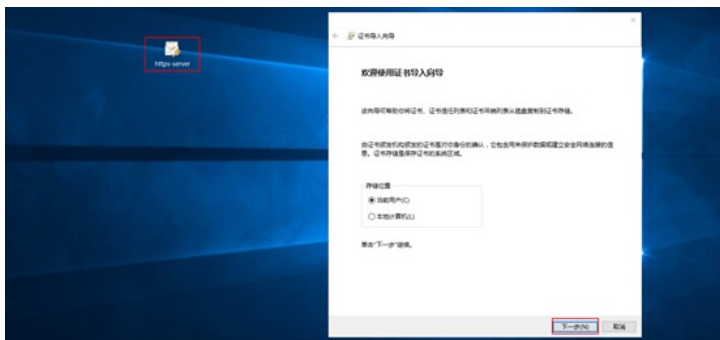 https-server
证书导入向导
欢迎使用证书导入向导
该向导可帮助你将证书、证书信任列表和证书吊销列表从磁盘复制到证书存储。
由证书颁发机构颁发的证书是对你身份的确认，它包含用来保护数据或建立安全网络连接的信
息。证书存储是保存证书的系统区域。
存储位置
当前用户(C)
本地计算机(L)
单击"下一步"继续。
下一步(N)
取消